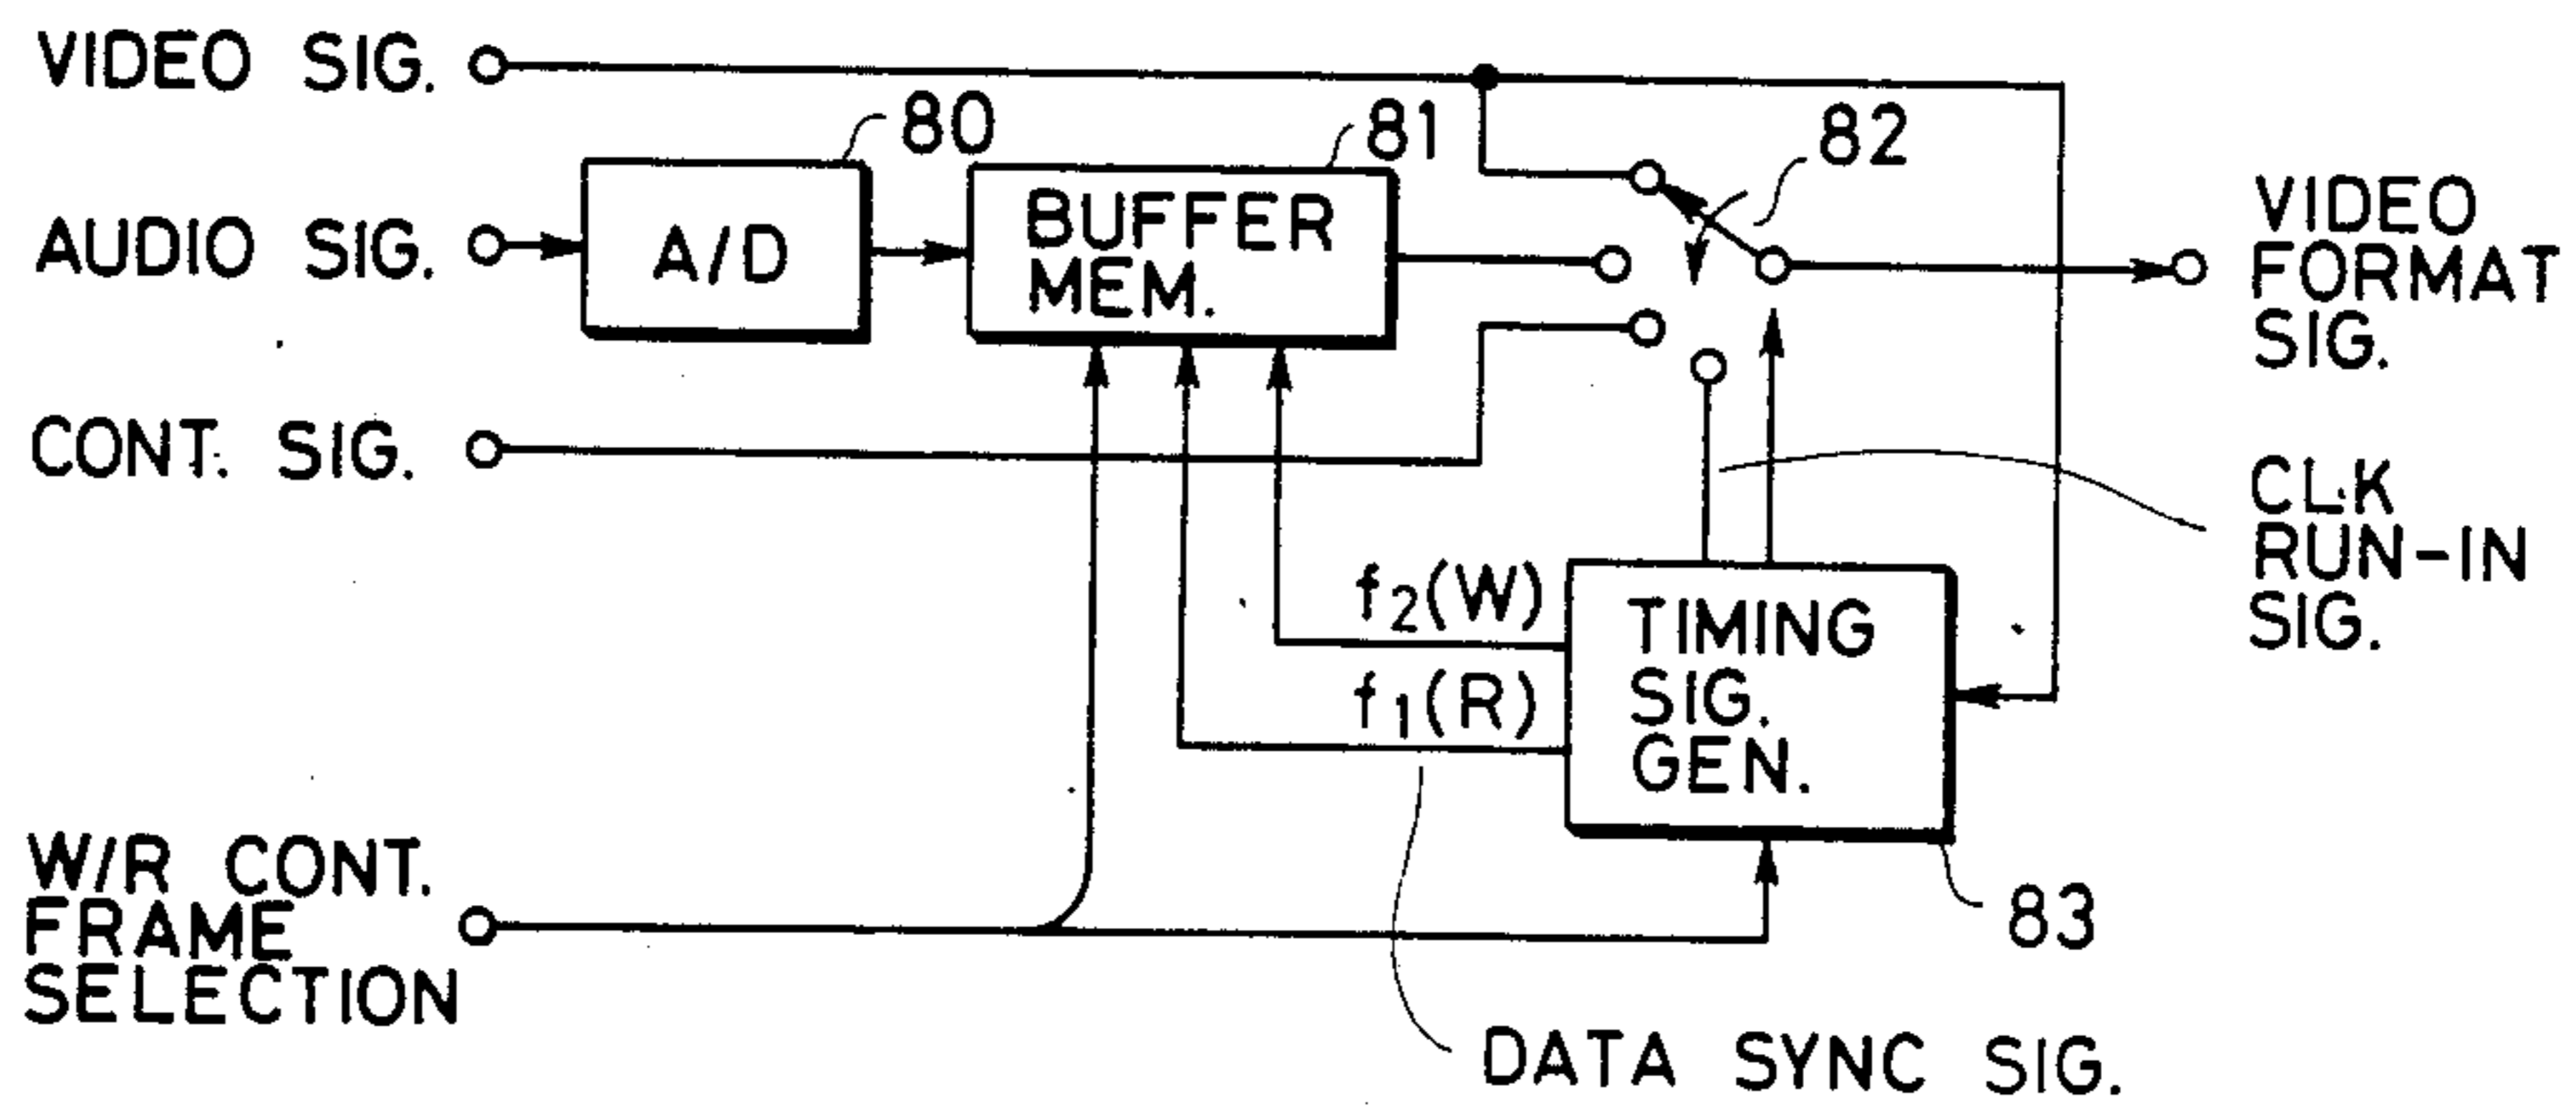 VIDEO SIG.
80
81
82
AUDIO SIG.
A/D
BUFFER
MEM.
VIDEO
FORMAT
SIG.
CONT. SIG.
CLK
RUN-IN
SIG.
f2(W)
f1(R)
TIMING
SIG.
GEN.
W/R CONT.
FRAME
SELECTION
83
DATA SYNC SIG.